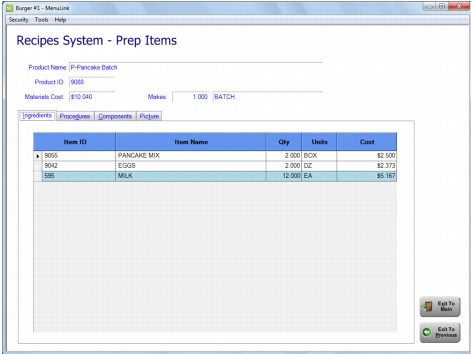 Burger #1 - MenuLink
Security Tools Help
Recipes System - Prep Items
Product Name: P-Pancake Batch
Product ID: 9088
Materials Cost: $10.040 Makes: 1.000 BATCH
Ingredients Procedures Components Picture
Item ID Item Name Qty Units Cost
9055 PANCAKE MIX 2.000 BOX $2.500
9042 EGGS 2.000 DZ $2.373
595 MILK 12.000 EA $5.167
Exit To
Main
Exit To
Previous